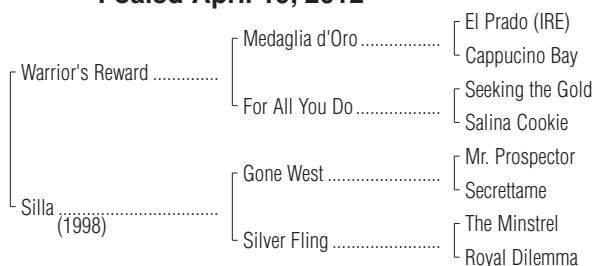 Foaled April 10, 2012
El Prado (IRE)
Medaglia d'Oro ..................
Cappucino Bay
Warrior's Reward ..............
Seeking the Gold
For All You Do ...................
Salina Cookie
Mr. Prospector
Gone West .........................
Secrettame
Silla ...................................
(1998)
The Minstrel
Silver Fling ........................
Royal Dilemma